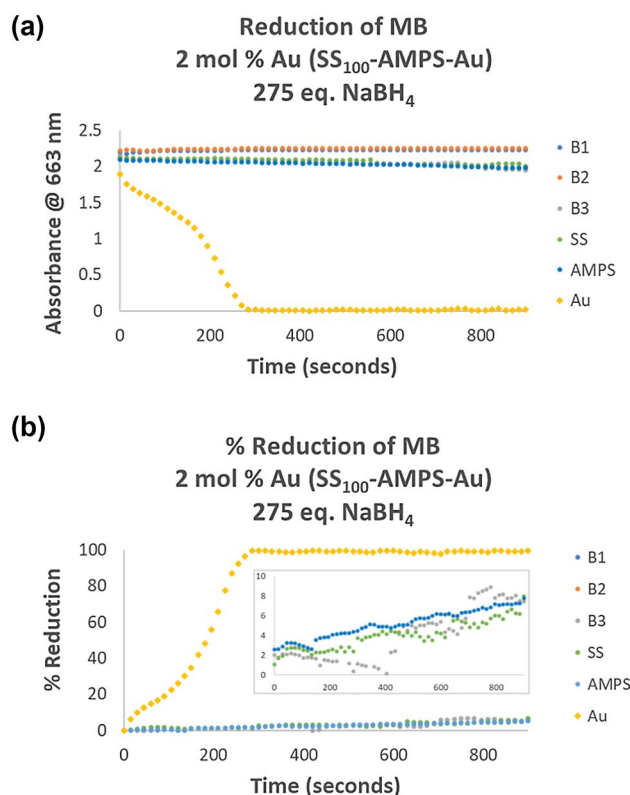 (a)
Reduction of MB
2 mol % Au (SS₁₀₀-AMPS-Au)
275 eq. NaBH₄
Absorbance @ 663 nm
2.5
2
1.5
1
0.5
0
0 200 400 600 800
Time (seconds)
B1
B2
B3
SS
AMPS
Au
(b)
% Reduction of MB
2 mol % Au (SS₁₀₀-AMPS-Au)
275 eq. NaBH₄
% Reduction
100
80
60
40
20
0
0 200 400 600 800
Time (seconds)
10
8
6
4
2
0
0 200 400 600 800
B1
B2
B3
SS
AMPS
Au